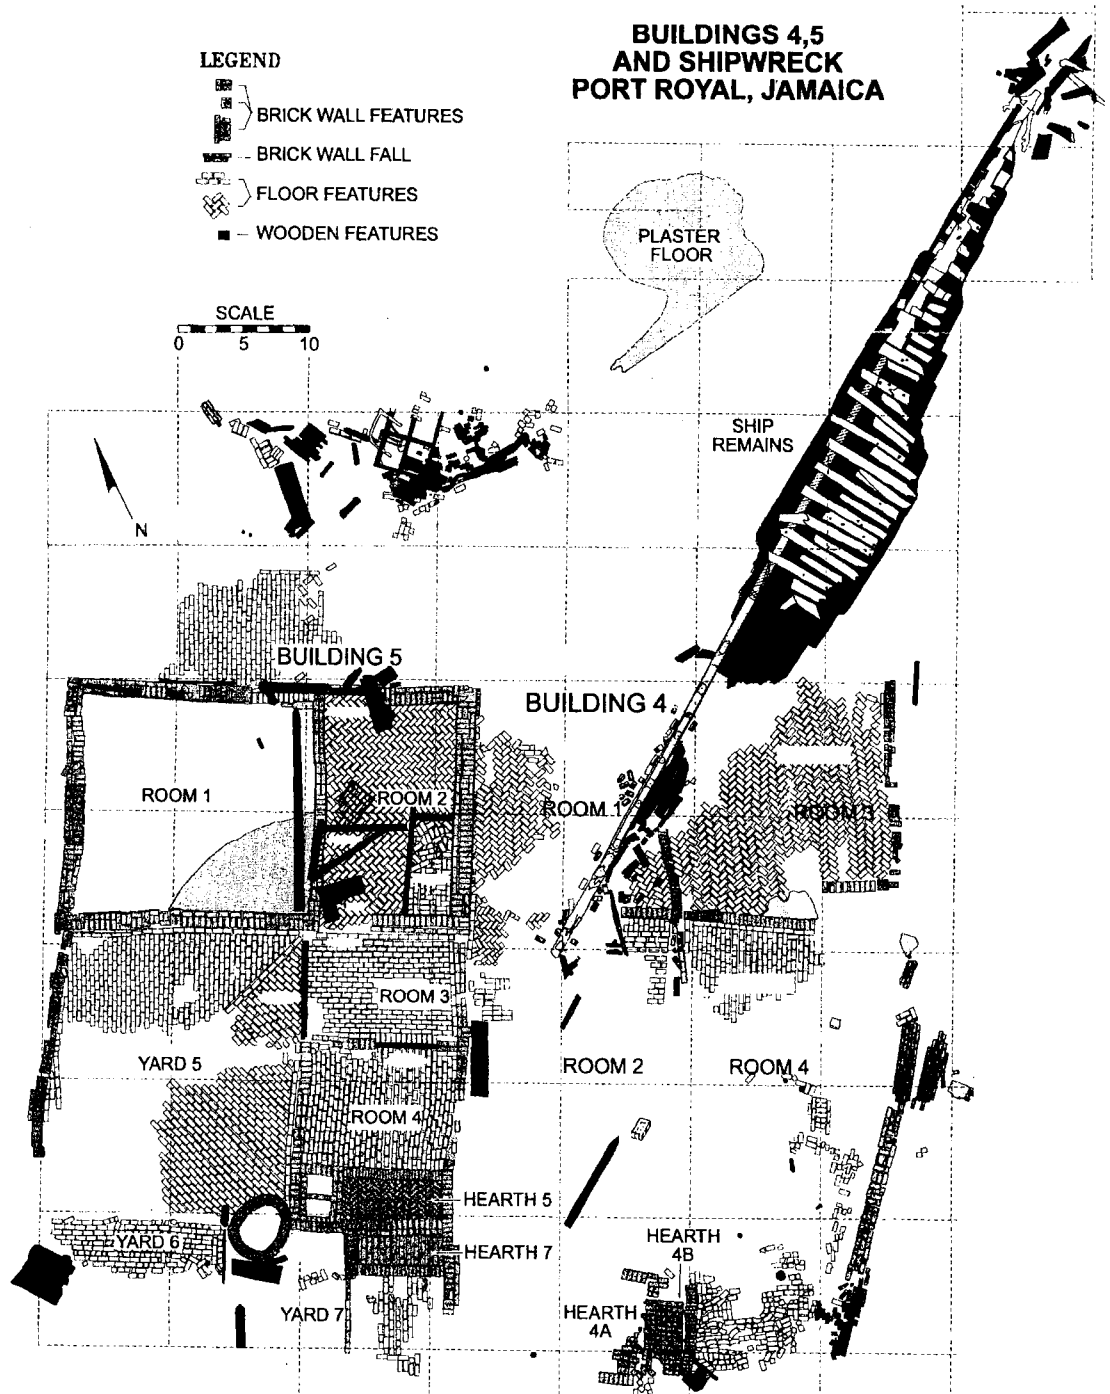 BUILDINGS 4,5
AND SHIPWRECK
PORT ROYAL, JAMAICA
LEGEND
BRICK WALL FEATURES
BRICK WALL FALL
FLOOR FEATURES
WOODEN FEATURES
SCALE
0 5 10
N
PLASTER
FLOOR
SHIP
REMAINS
BUILDING 5
BUILDING 4
ROOM 1
ROOM 2
ROOM 1
ROOM 3
ROOM 3
YARD 5
ROOM 2
ROOM 4
ROOM 4
HEARTH 5
YARD 6
HEARTH 7
HEARTH
4B
YARD 7
HEARTH
4A